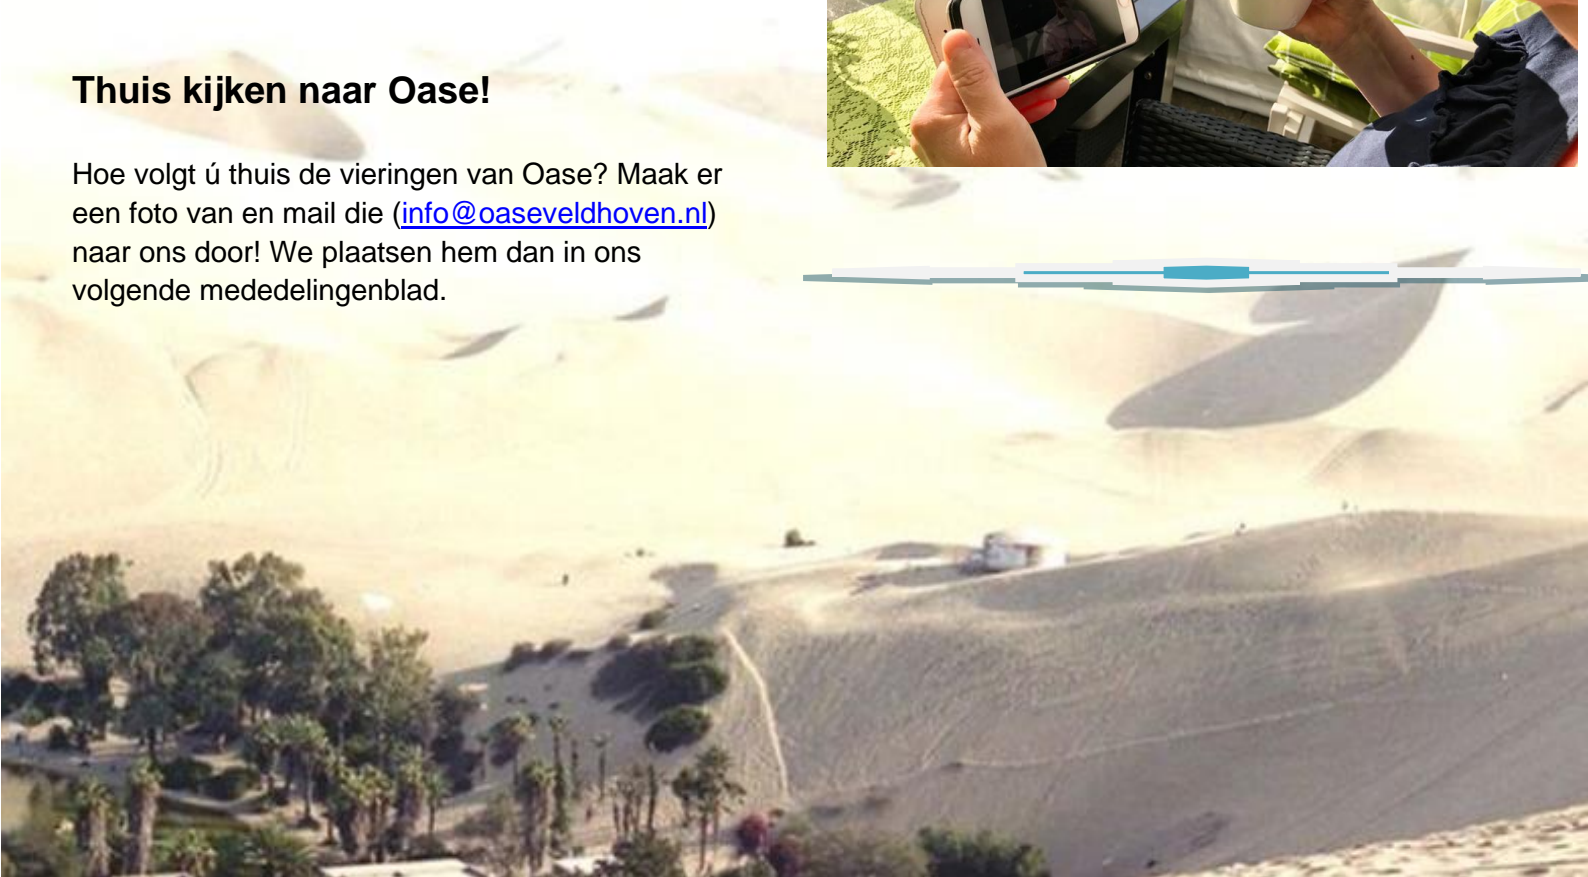 Thuis kijken naar Oase!
Hoe volgt ú thuis de vieringen van Oase? Maak er
een foto van en mail die (info@oaseveldhoven.nl)
naar ons door! We plaatsen hem dan in ons
volgende mededelingenblad.